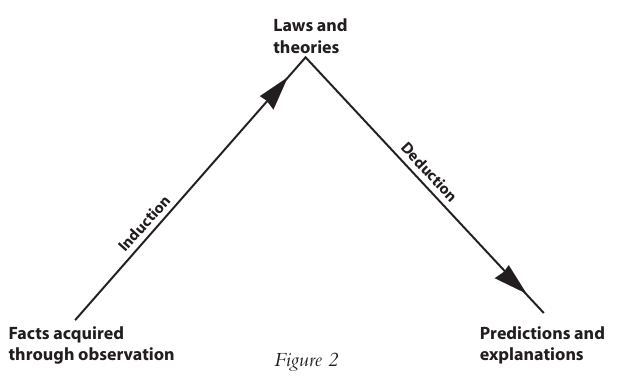 Laws and
theories
Induction
Deduction
Facts acquired
through observation
Predictions and
explanations
Figure 2